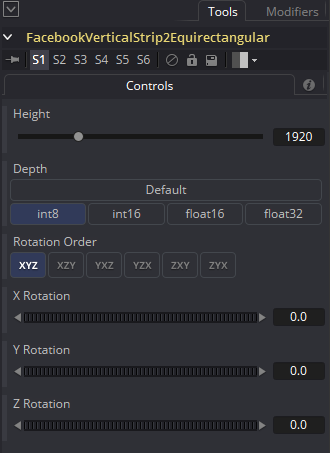 Tools Modifiers
FacebookVerticalStrip2Equirectangular
S1 S2 S3 S4 S5 S6
Controls
Height
1920
Depth
Default
int8 int16 float16 float32
Rotation Order
XYZ XZY YXZ YZX ZXY ZYX
X Rotation
0.0
Y Rotation
0.0
Z Rotation
0.0